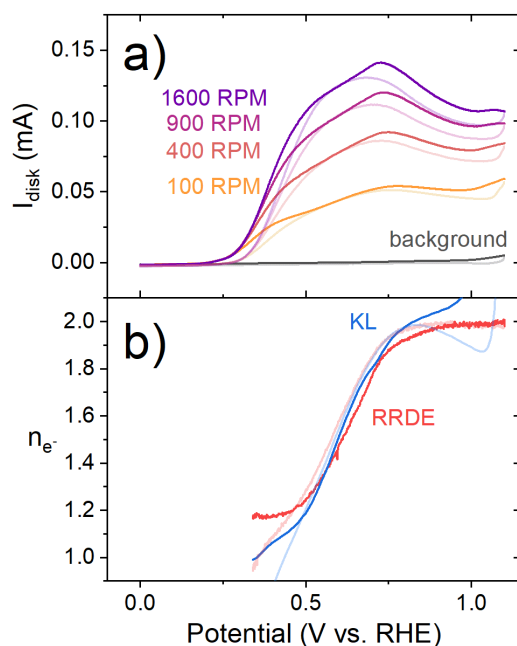 a)
0.15
0.10
0.05
0.00
I_disk (mA)
1600 RPM
900 RPM
400 RPM
100 RPM
background
b)
2.0
1.8
1.6
1.4
1.2
1.0
n_e-
KL
RRDE
0.0 0.5 1.0
Potential (V vs. RHE)